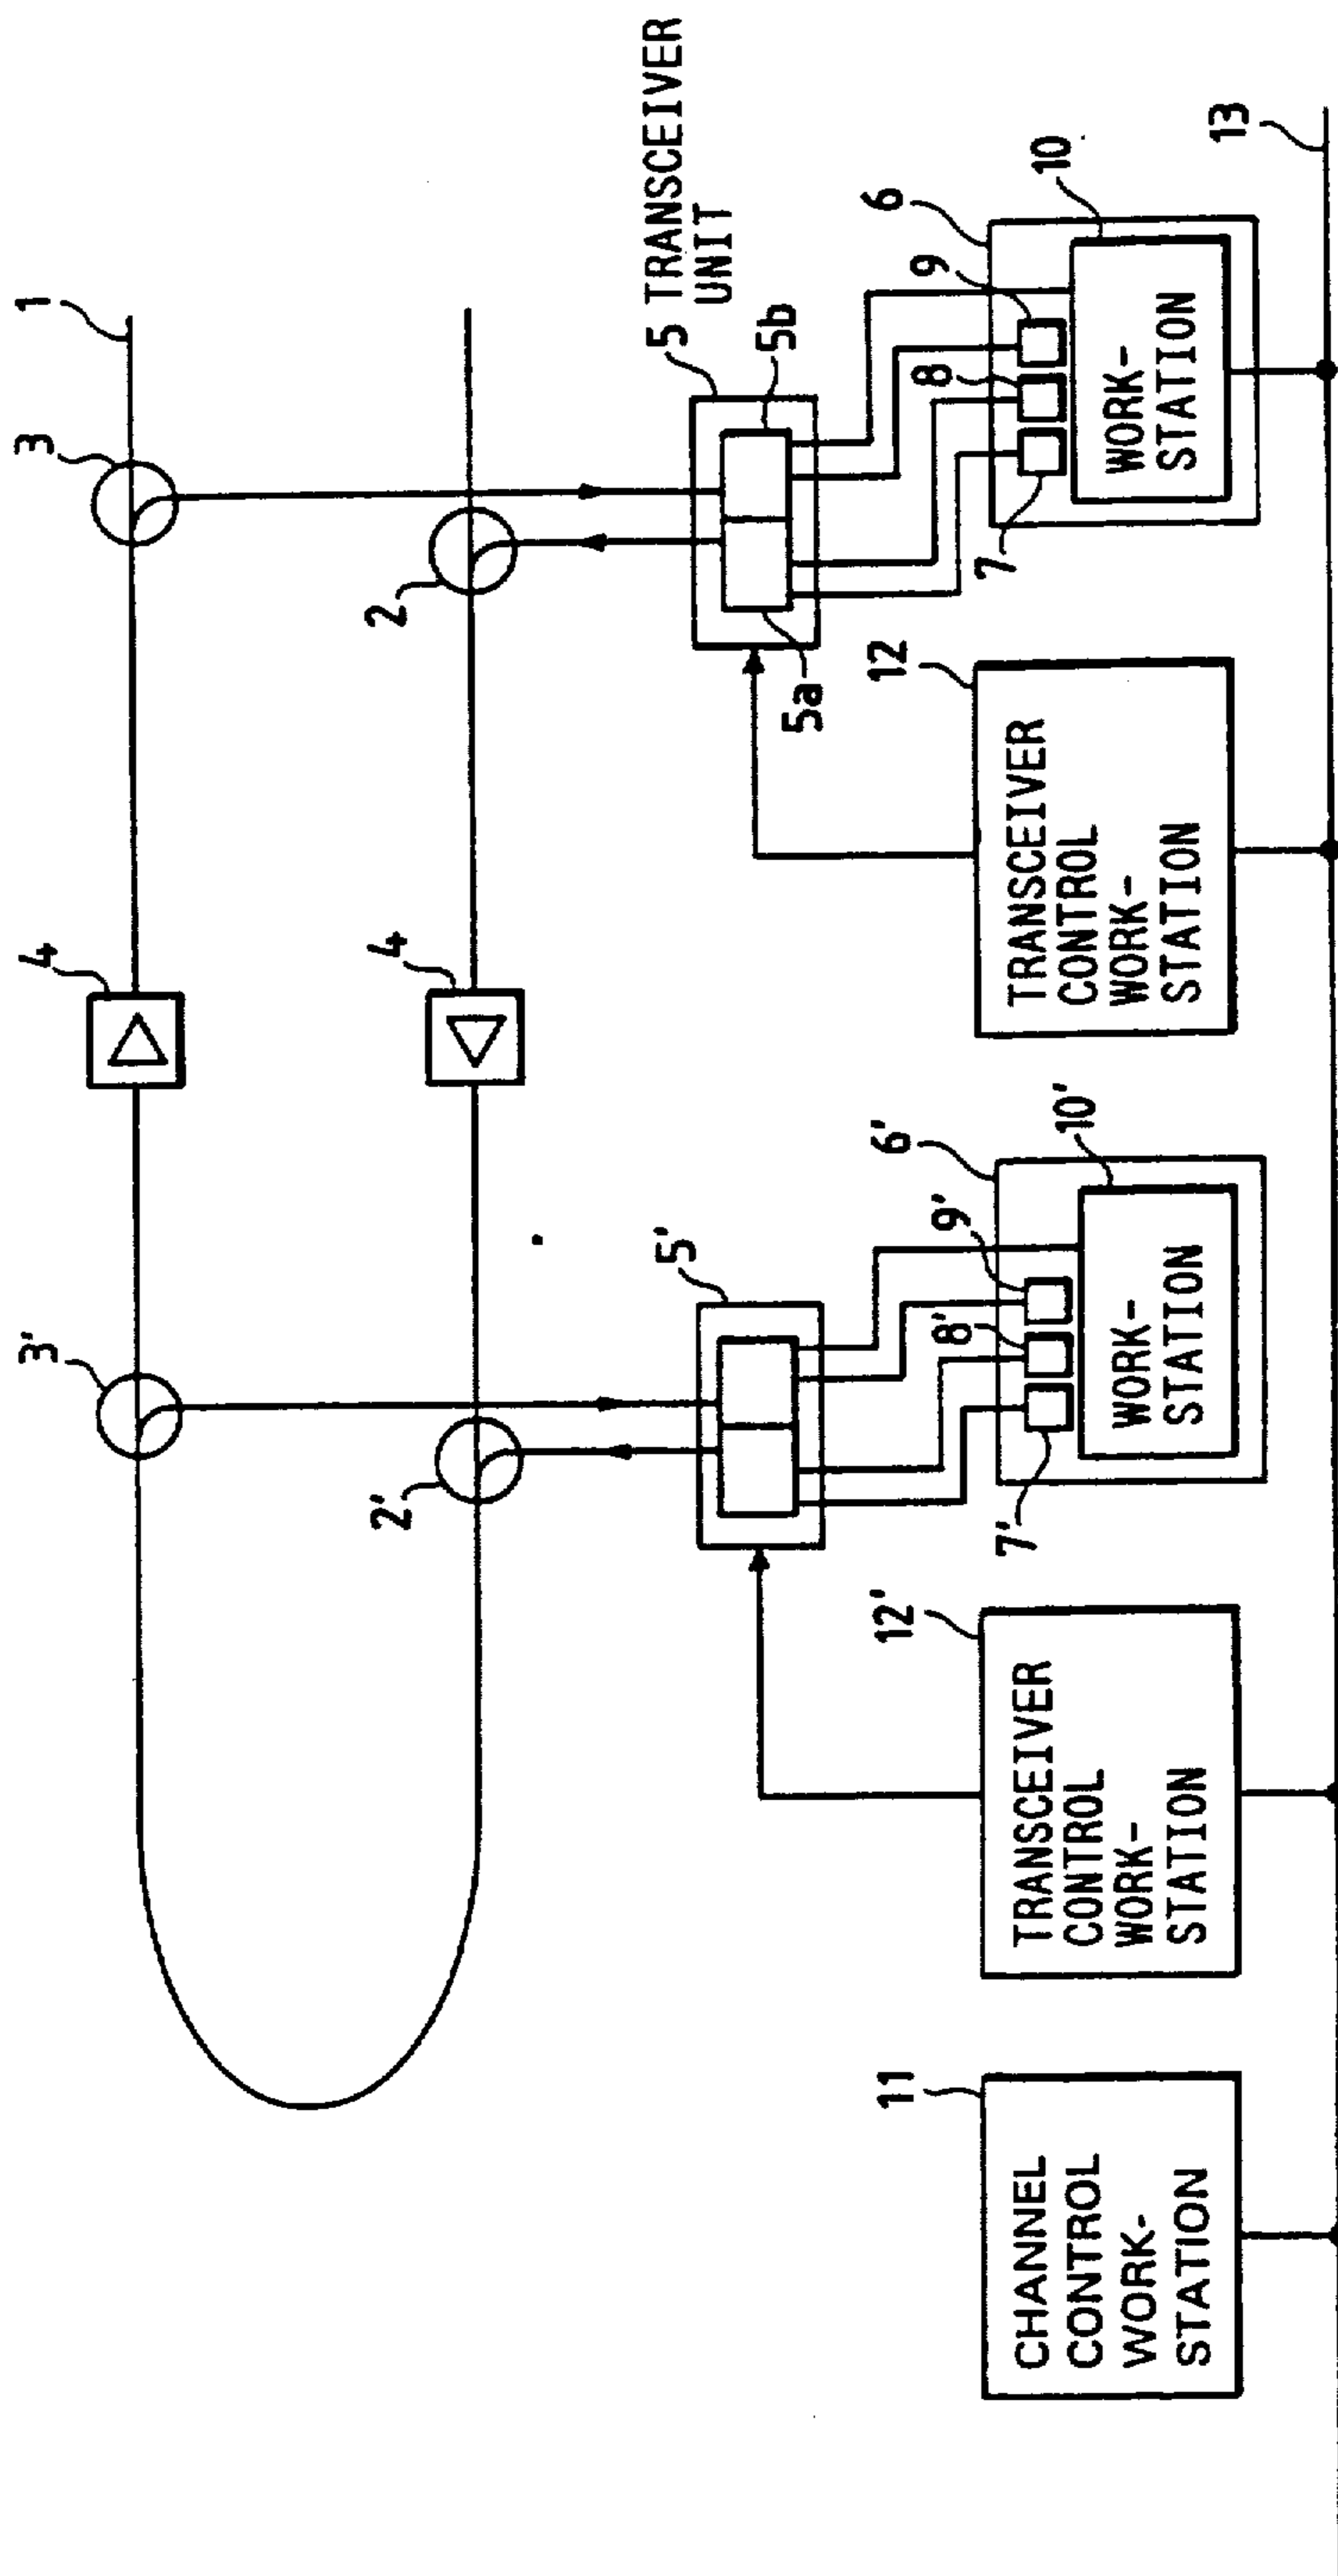 1
3
4
3'
2
4
2'
5 TRANSCEIVER
UNIT
5b
5a
5'
6
9
10
8
7
13
12
TRANSCEIVER
CONTROL
WORK-
STATION
WORK-
STATION
6'
9'
10'
8'
7'
WORK-
STATION
12'
TRANSCEIVER
CONTROL
WORK-
STATION
11
CHANNEL
CONTROL
WORK-
STATION